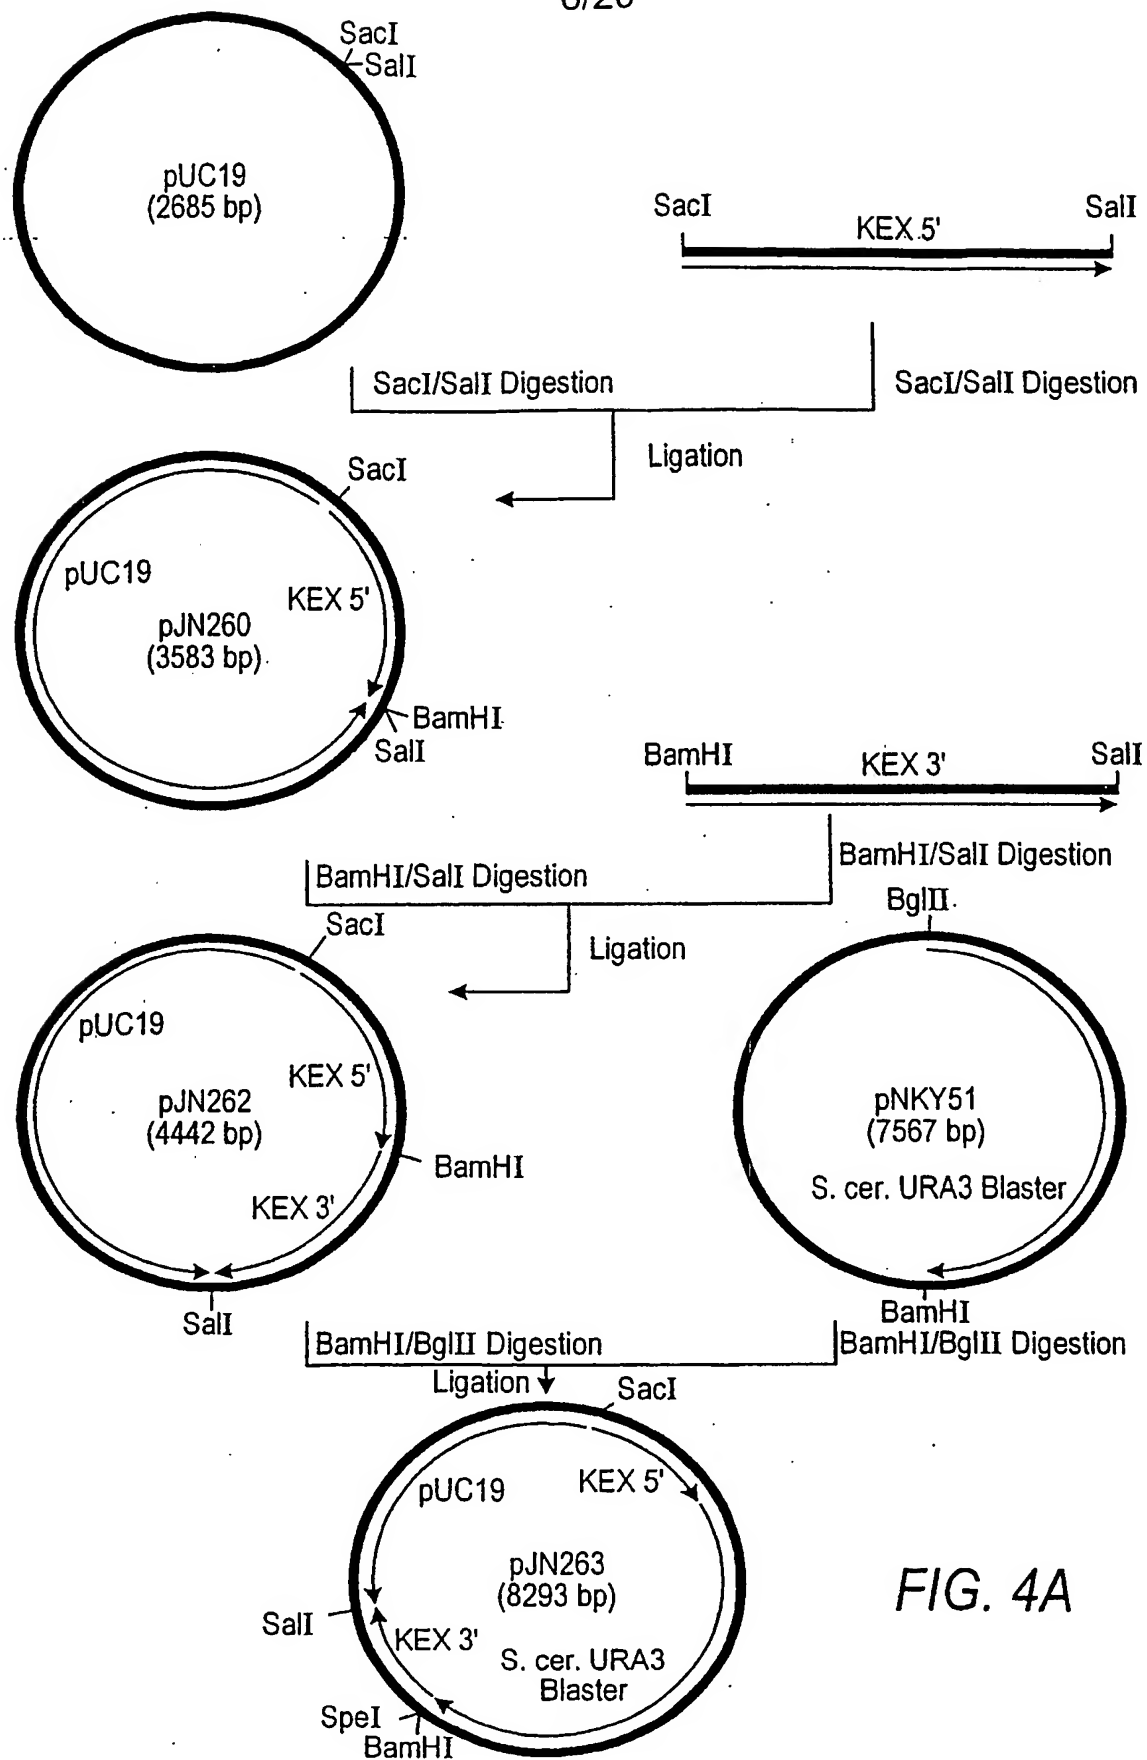 SacI
SalI
pUC19
(2685 bp)
SacI
KEX 5'
SalI
SacI/SalI Digestion
SacI/SalI Digestion
Ligation
SacI
pUC19
KEX 5'
pJN260
(3583 bp)
BamHI
SalI
BamHI
KEX 3'
SalI
BamHI/SalI Digestion
BamHI/SalI Digestion
Ligation
SacI
pUC19
KEX 5'
pJN262
(4442 bp)
BamHI
KEX 3'
SalI
BglII
pNKY51
(7567 bp)
S. cer. URA3 Blaster
BamHI
BamHI/BglII Digestion
BamHI/BglII Digestion
Ligation
SacI
pUC19
KEX 5'
pJN263
(8293 bp)
SalI
KEX 3'
S. cer. URA3
Blaster
SpeI
BamHI
FIG. 4A